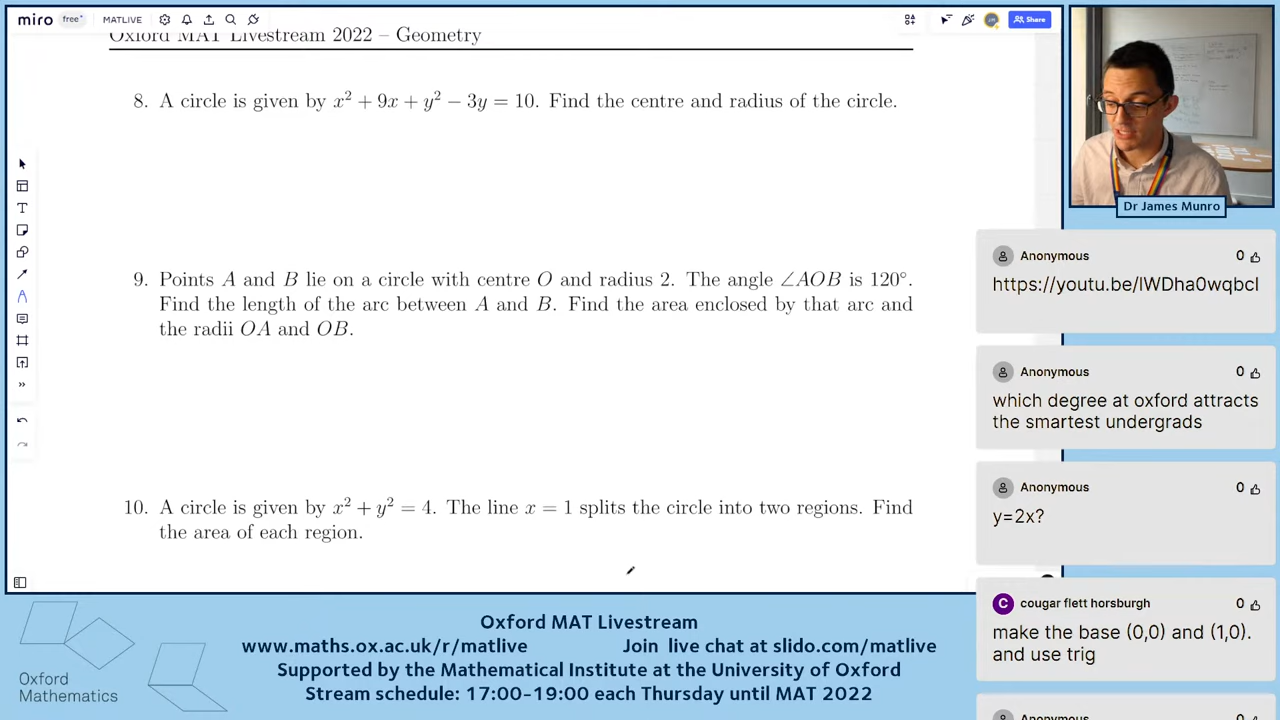 miro
free
MATLIVE
Share
Oxford MAT Livestream 2022 – Geometry
8. A circle is given by x² + 9x + y² − 3y = 10. Find the centre and radius of the circle.
9. Points A and B lie on a circle with centre O and radius 2. The angle ∠AOB is 120°.
Find the length of the arc between A and B. Find the area enclosed by that arc and
the radii OA and OB.
10. A circle is given by x² + y² = 4. The line x = 1 splits the circle into two regions. Find
the area of each region.
Dr James Munro
Anonymous 0
https://youtu.be/lWDha0wqbcI
Anonymous 0
which degree at oxford attracts
the smartest undergrads
Anonymous 0
y=2x?
C cougar flett horsburgh 0
make the base (0,0) and (1,0).
and use trig
Anonymous 0
Oxford
Mathematics
Oxford MAT Livestream
www.maths.ox.ac.uk/r/matlive Join live chat at slido.com/matlive
Supported by the Mathematical Institute at the University of Oxford
Stream schedule: 17:00-19:00 each Thursday until MAT 2022